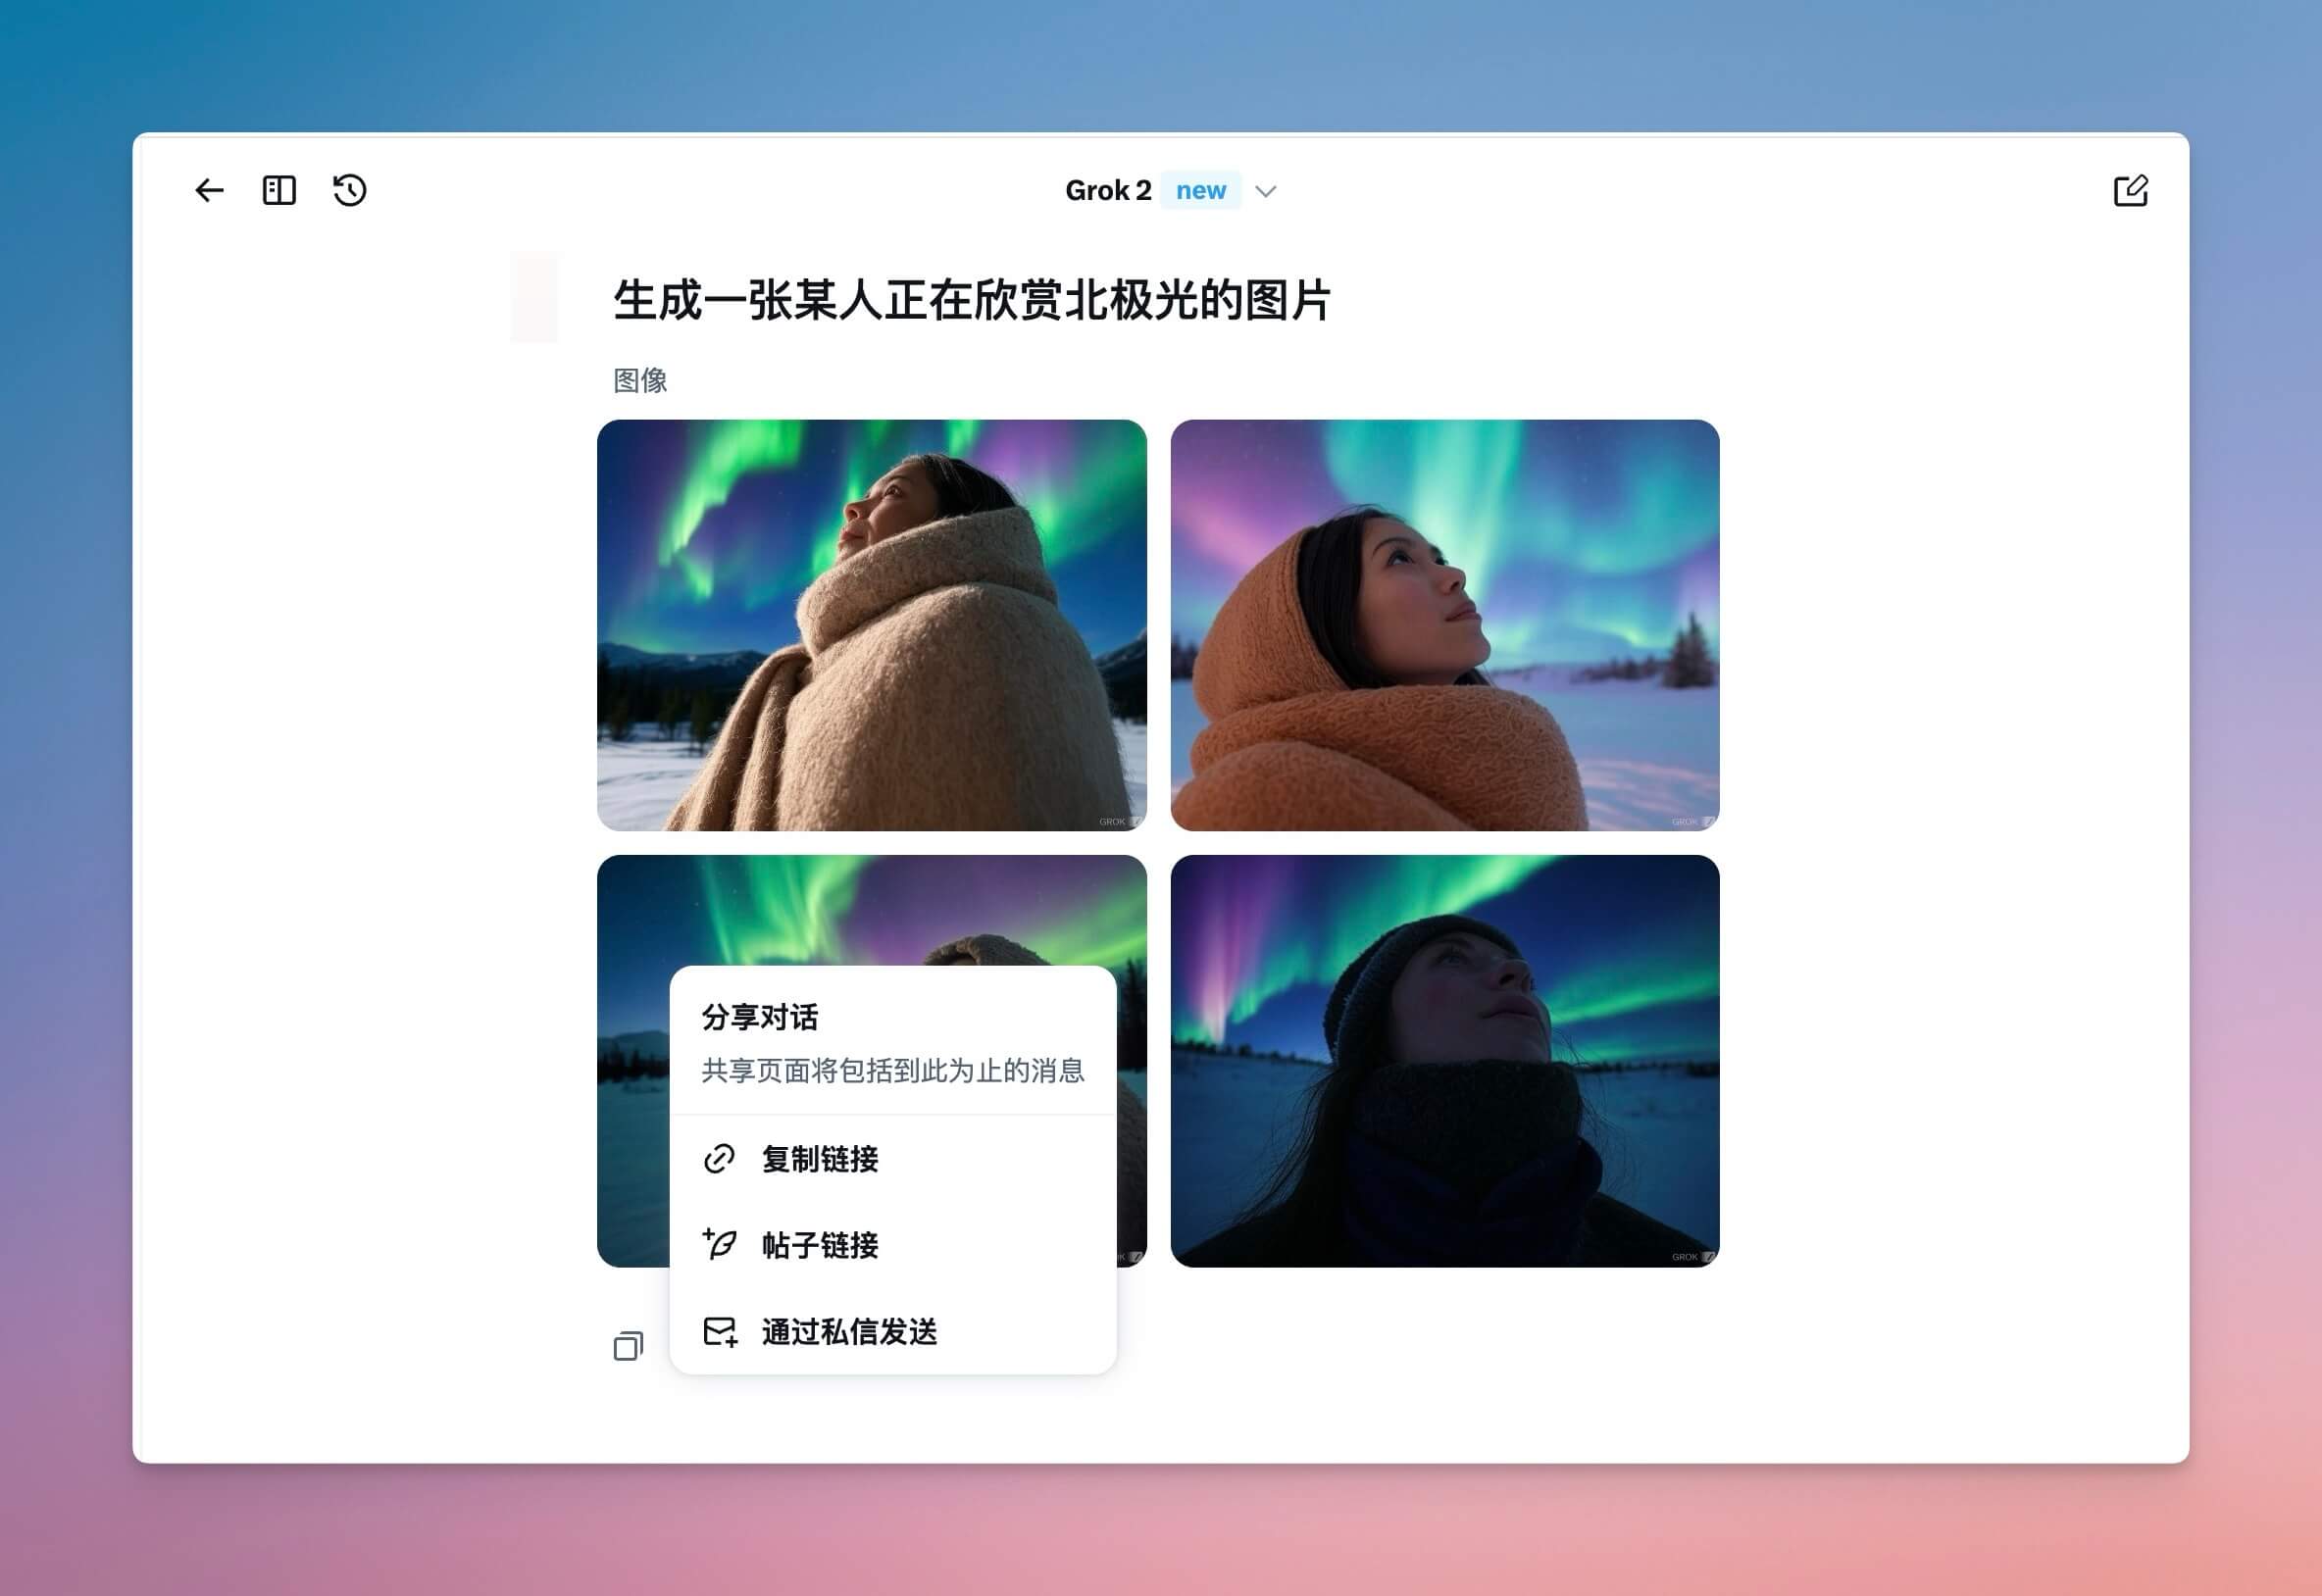 Grok 2 new
生成一张某人正在欣赏北极光的图片
图像
GROK
GROK
分享对话
共享页面将包括到此为止的消息
复制链接
帖子链接
GROK
通过私信发送